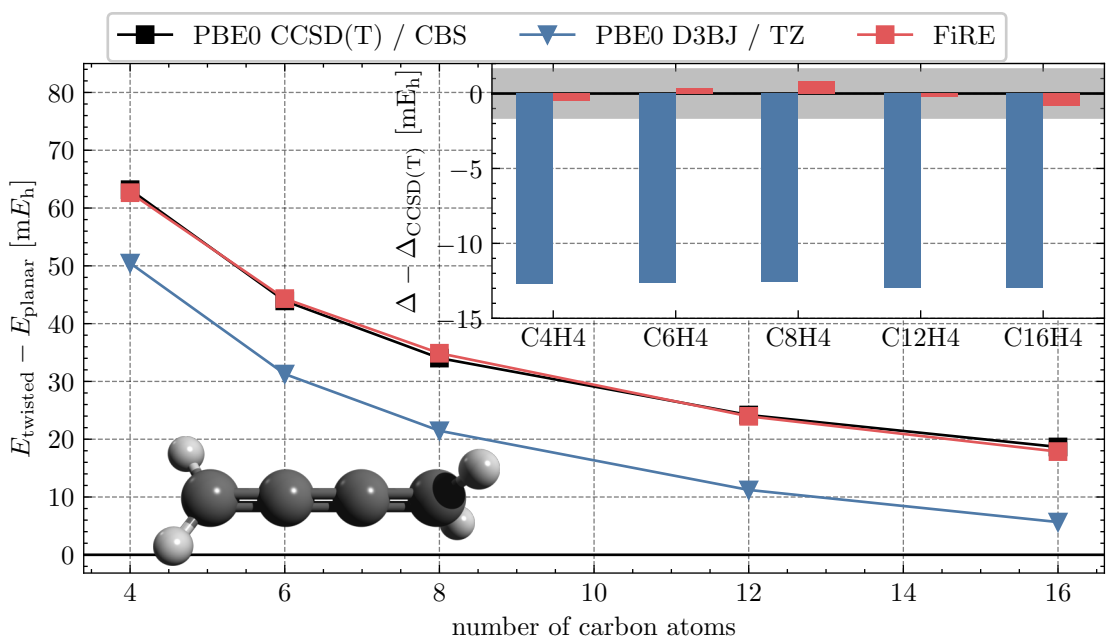 PBE0 CCSD(T) / CBS PBE0 D3BJ / TZ FiRE
E_twisted − E_planar [mE_h]
80
70
60
50
40
30
20
10
0
4 6 8 10 12 14 16
number of carbon atoms
Δ − Δ_CCSD(T) [mE_h]
0
−5
−10
−15
C4H4 C6H4 C8H4 C12H4 C16H4